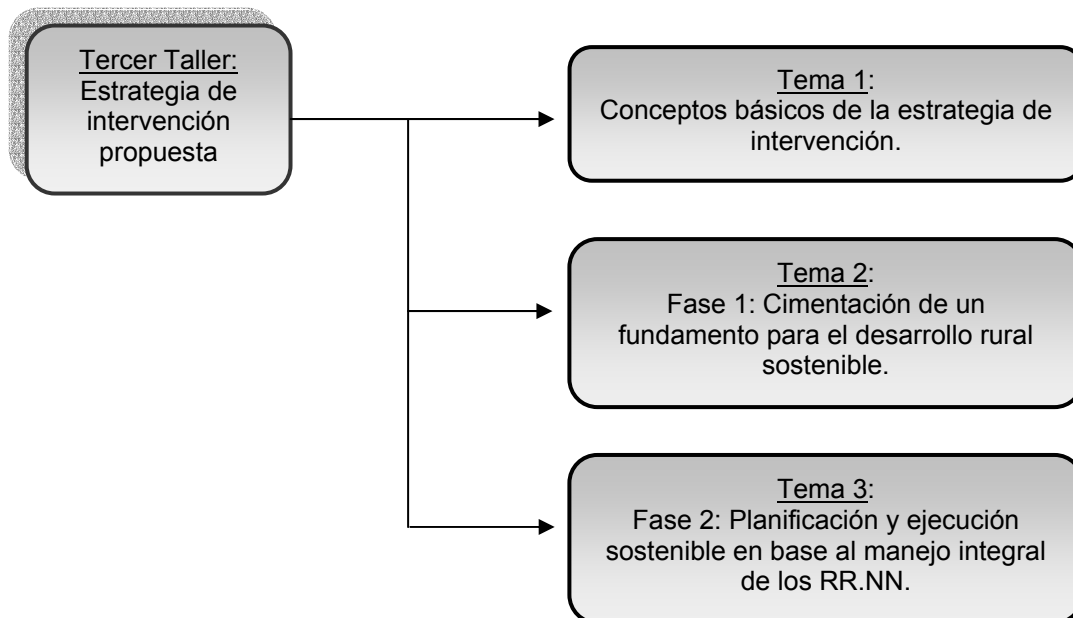 Tercer Taller:
Estrategia de
intervención
propuesta
Tema 1:
Conceptos básicos de la estrategia de
intervención.
Tema 2:
Fase 1: Cimentación de un
fundamento para el desarrollo rural
sostenible.
Tema 3:
Fase 2: Planificación y ejecución
sostenible en base al manejo integral
de los RR.NN.